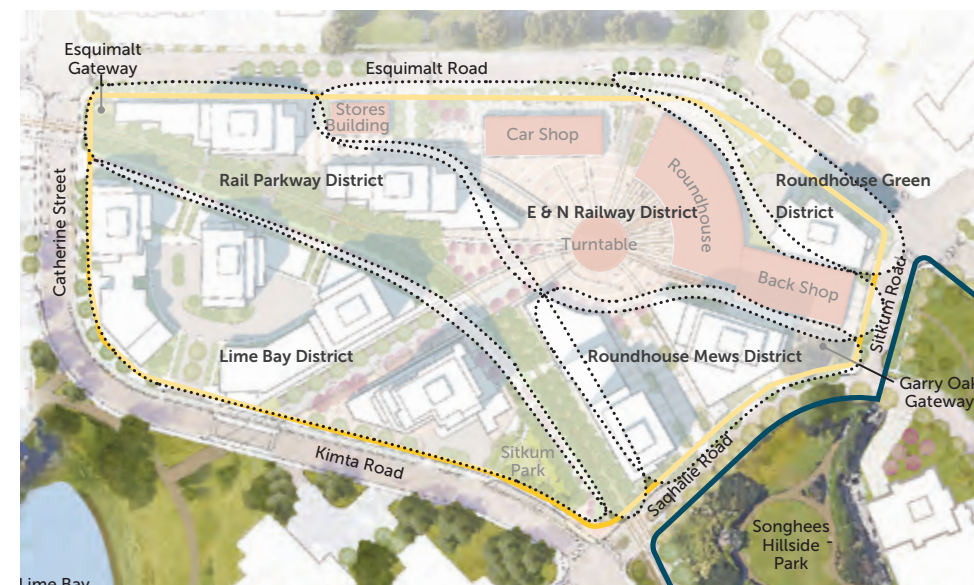 Esquimalt
Gateway
Esquimalt Road
Stores
Building
Car Shop
Roundhouse
Rail Parkway District
Roundhouse Green
District
E & N Railway District
Turntable
Catherine Street
Back Shop
Sitkum Road
Lime Bay District
Roundhouse Mews District
Garry Oak
Gateway
Sitkum
Park
Kimta Road
Saghalie Road
Songhees
Hillside
Park
Lime Bay